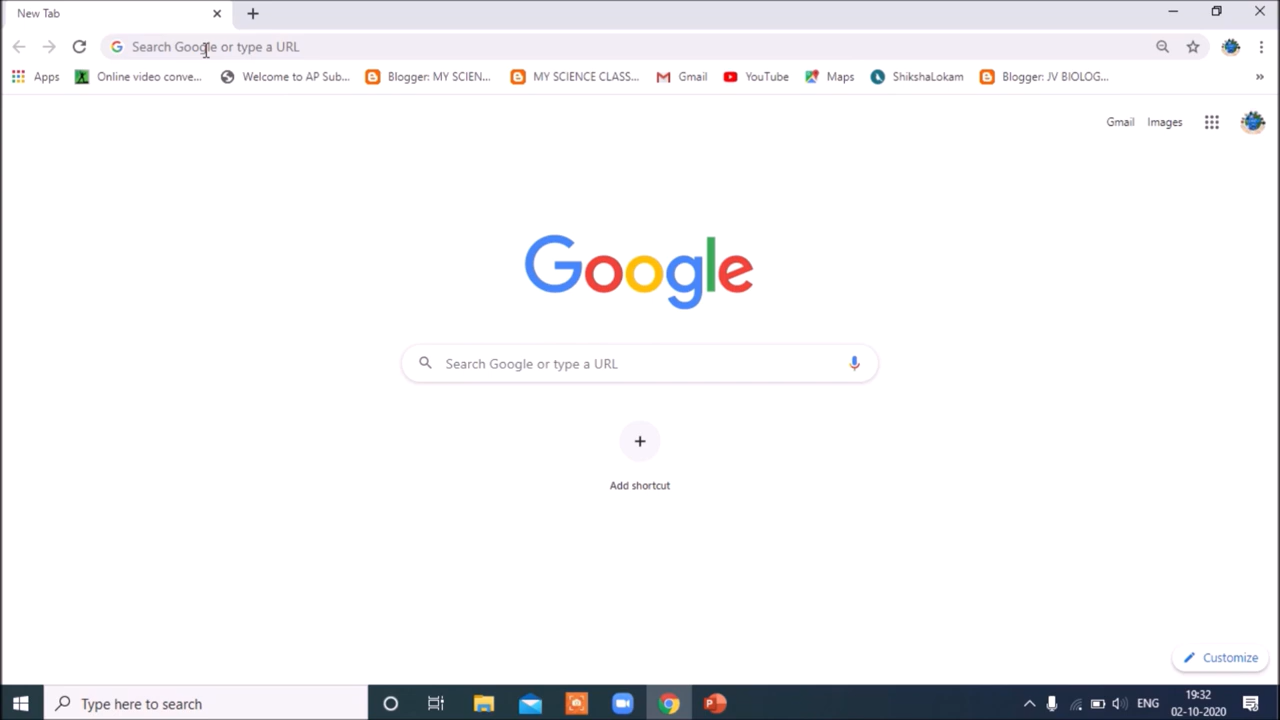 New Tab
Search Google or type a URL
Apps Online video conve... Welcome to AP Sub... Blogger: MY SCIEN... MY SCIENCE CLASS... Gmail YouTube Maps ShikshaLokam Blogger: JV BIOLOG... »
Gmail Images
Google
Search Google or type a URL
Add shortcut
Customize
Type here to search
ENG
19:32
02-10-2020